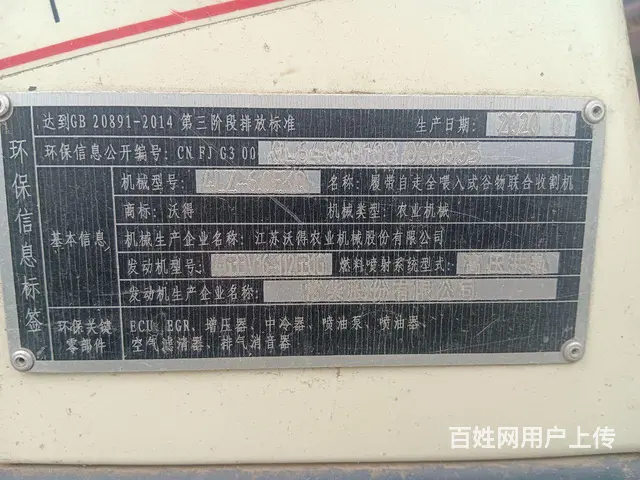 达到GB 20891-2014 第三阶段排放标准 生产日期:
环保信息公开编号: CN FJ G3 00
机械型号: 名称: 履带自走全喂入式谷物联合收割机
商标: 沃得 机械类型: 农业机械
基本信息 机械生产企业名称: 江苏沃得农业机械股份有限公司
发动机型号: 燃料喷射系统型式:
发动机生产企业名称: 股份有限公司
环保关键零部件 ECU、EGR、增压器、中冷器、喷油泵、喷油器、
空气滤清器、排气消音器
环保信息标签
百姓网用户上传